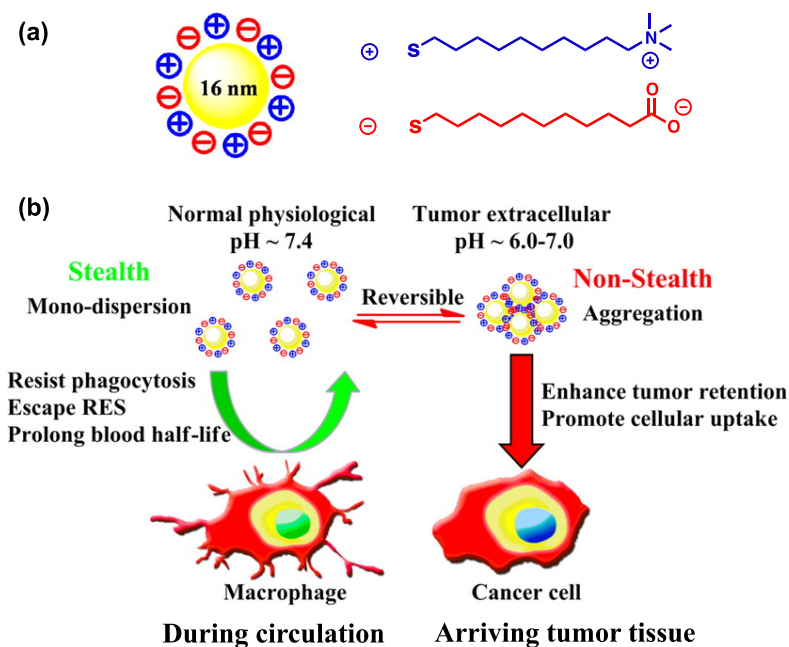 (a)
16 nm
⊕
S
N
⊕
⊖
S
O
O
⊖
(b)
Normal physiological
pH ~ 7.4
Tumor extracellular
pH ~ 6.0-7.0
Stealth
Mono-dispersion
Reversible
Non-Stealth
Aggregation
Resist phagocytosis
Escape RES
Prolong blood half-life
Enhance tumor retention
Promote cellular uptake
Macrophage
Cancer cell
During circulation
Arriving tumor tissue